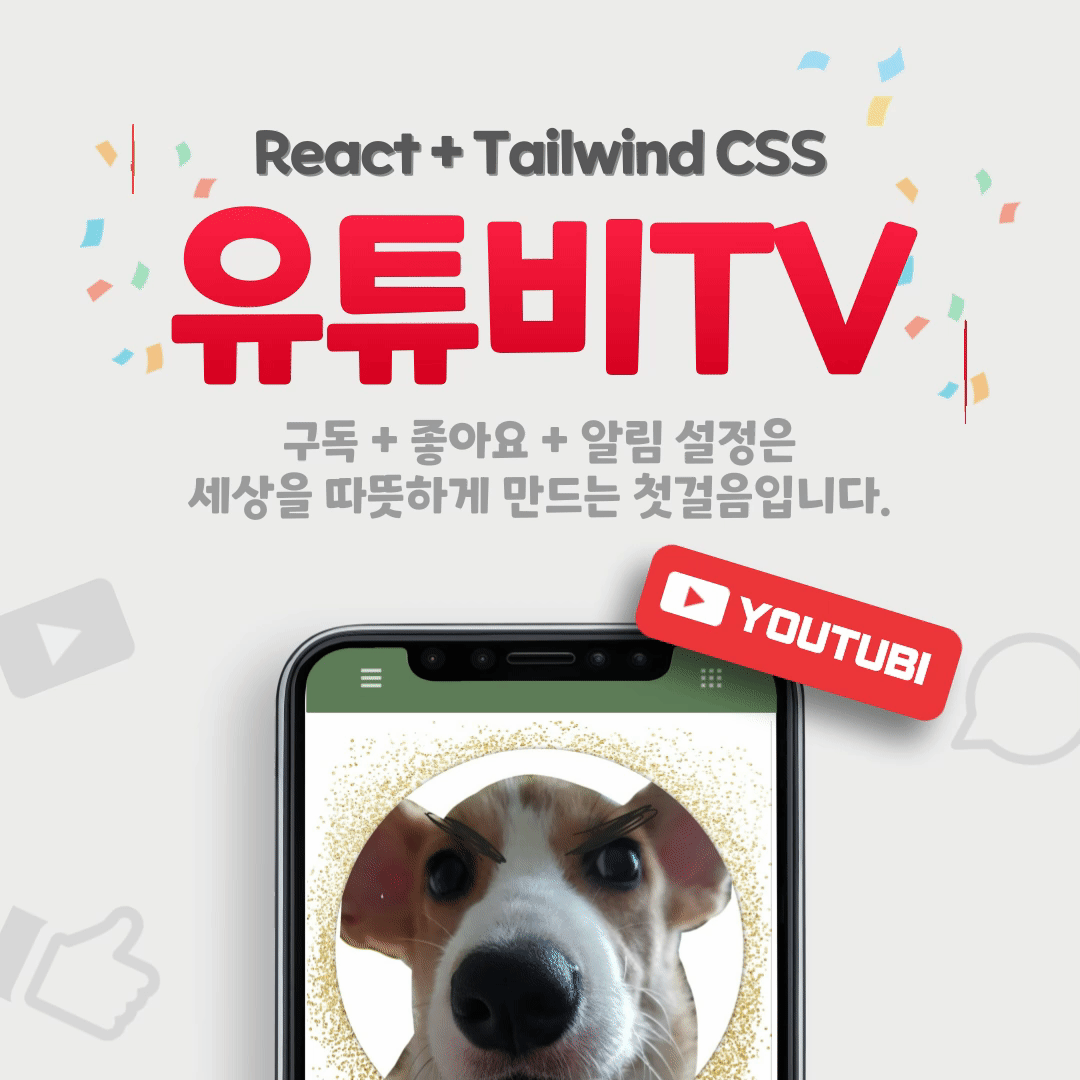 React + Tailwind CSS
유튜비TV
구독 + 좋아요 + 알림 설정은
세상을 따뜻하게 만드는 첫걸음입니다.
YOUTUBI